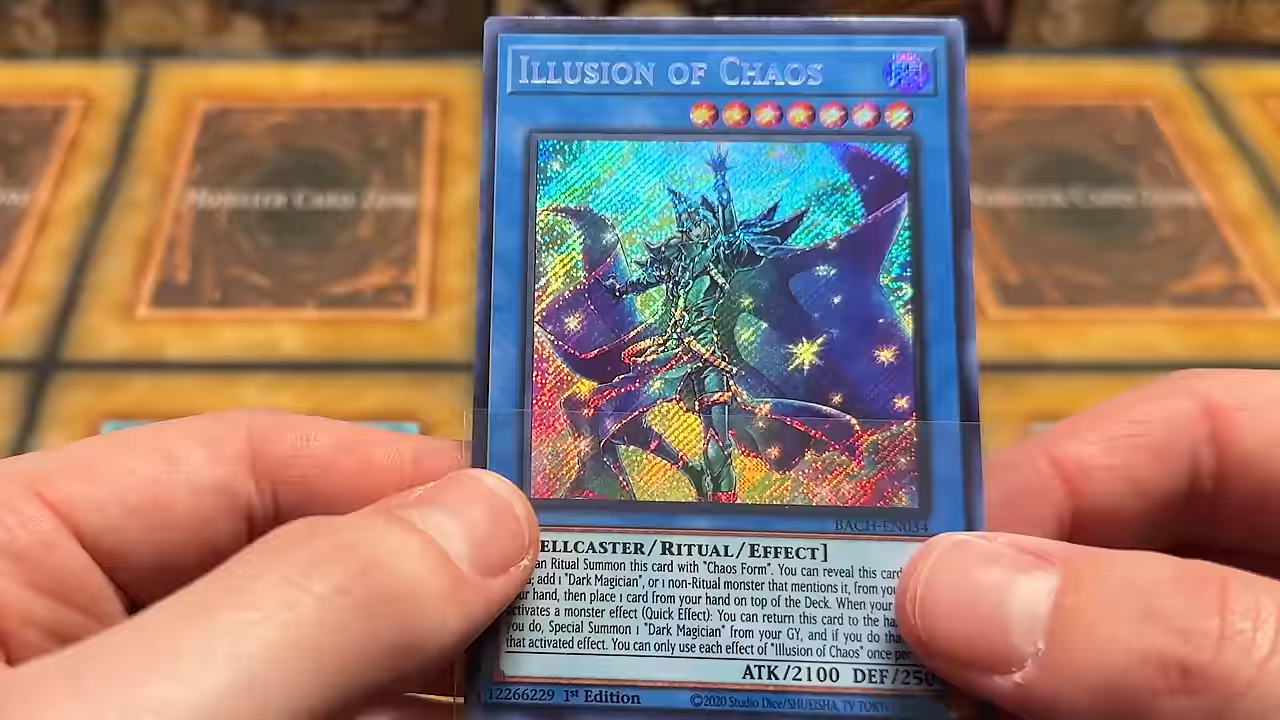 ILLUSION OF CHAOS
MONSTER CARD ZONE
BACH-EN034
ELLCASTER/RITUAL/EFFECT]
an Ritual Summon this card with "Chaos Form". You can reveal this card
add 1 "Dark Magician", or 1 non-Ritual monster that mentions it, from you
ur hand, then place 1 card from your hand on top of the Deck. When your
ctivates a monster effect (Quick Effect): You can return this card to the ha
you do, Special Summon 1 "Dark Magician" from your GY, and if you do tha
that activated effect. You can only use each effect of "Illusion of Chaos" once per
ATK/2100 DEF/250
12266229 1st Edition
©2020 Studio Dice/SHUEISHA, TV TOKYO